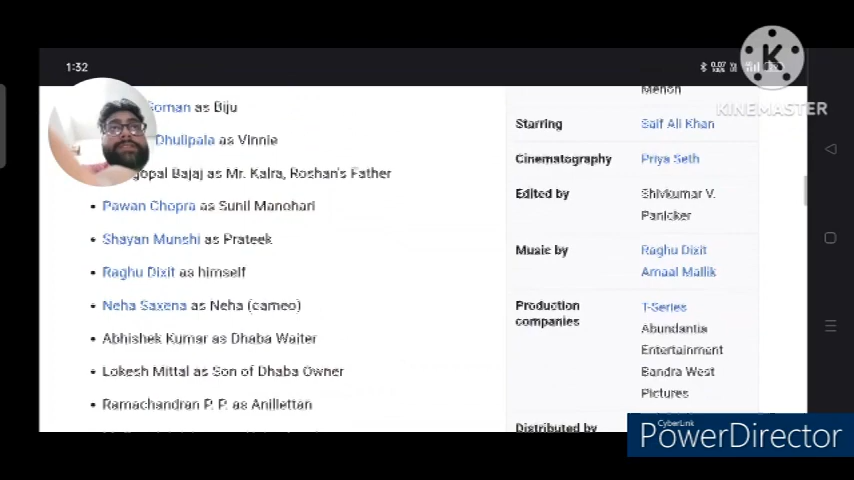 1:32
0.07
Soman as Biju
Dhulipala as Vinnie
gopal Bajaj as Mr. Kalra, Roshan's Father
• Pawan Chopra as Sunil Manohari
• Shayan Munshi as Prateek
• Raghu Dixit as himself
• Neha Saxena as Neha (cameo)
• Abhishek Kumar as Dhaba Waiter
• Lokesh Mittal as Son of Dhaba Owner
• Ramachandran P. P. as Anillettan
Menon
Starring Saif Ali Khan
Cinematography Priya Seth
Edited by Shivkumar V.
Panicker
Music by Raghu Dixit
Amaal Mallik
Production T-Series
companies Abundantia
Entertainment
Bandra West
Pictures
Distributed by
K
KINEMASTER
CyberLink
PowerDirector